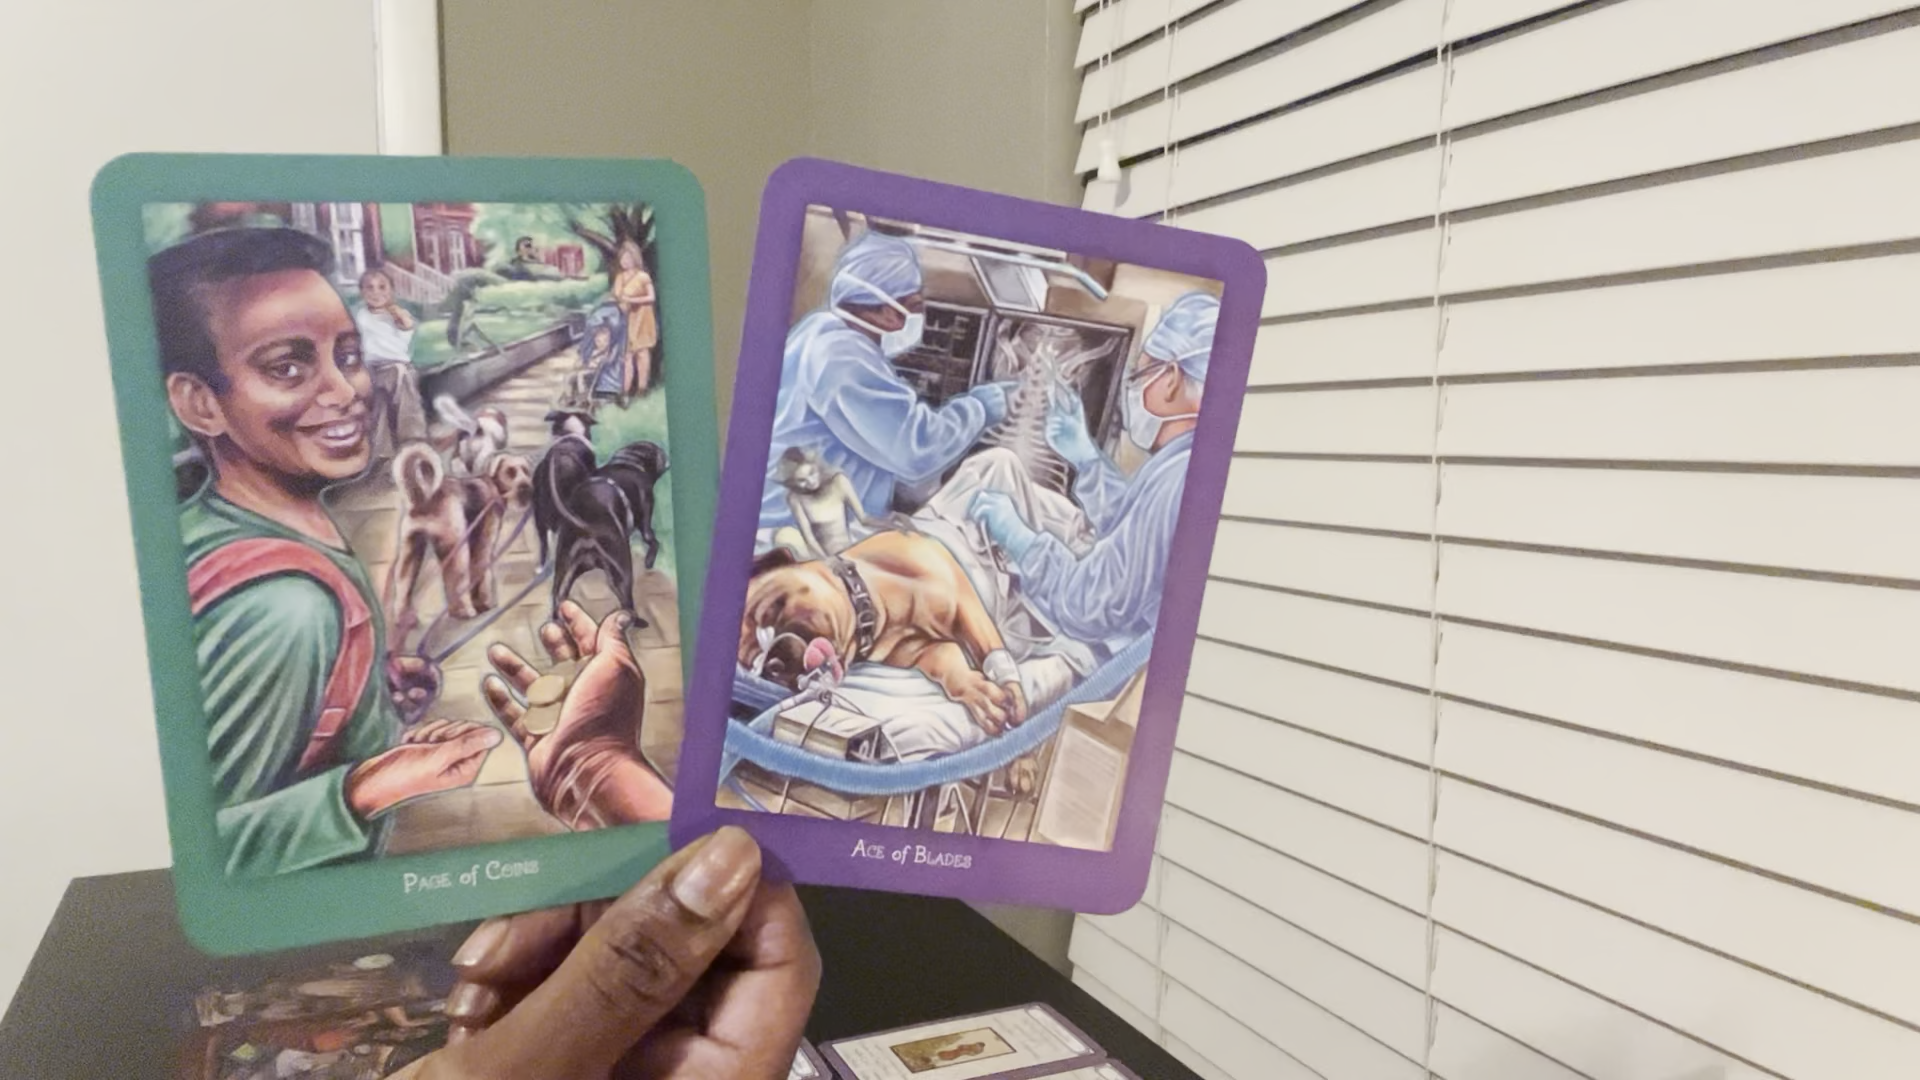 Page of Coins
Ace of Blades